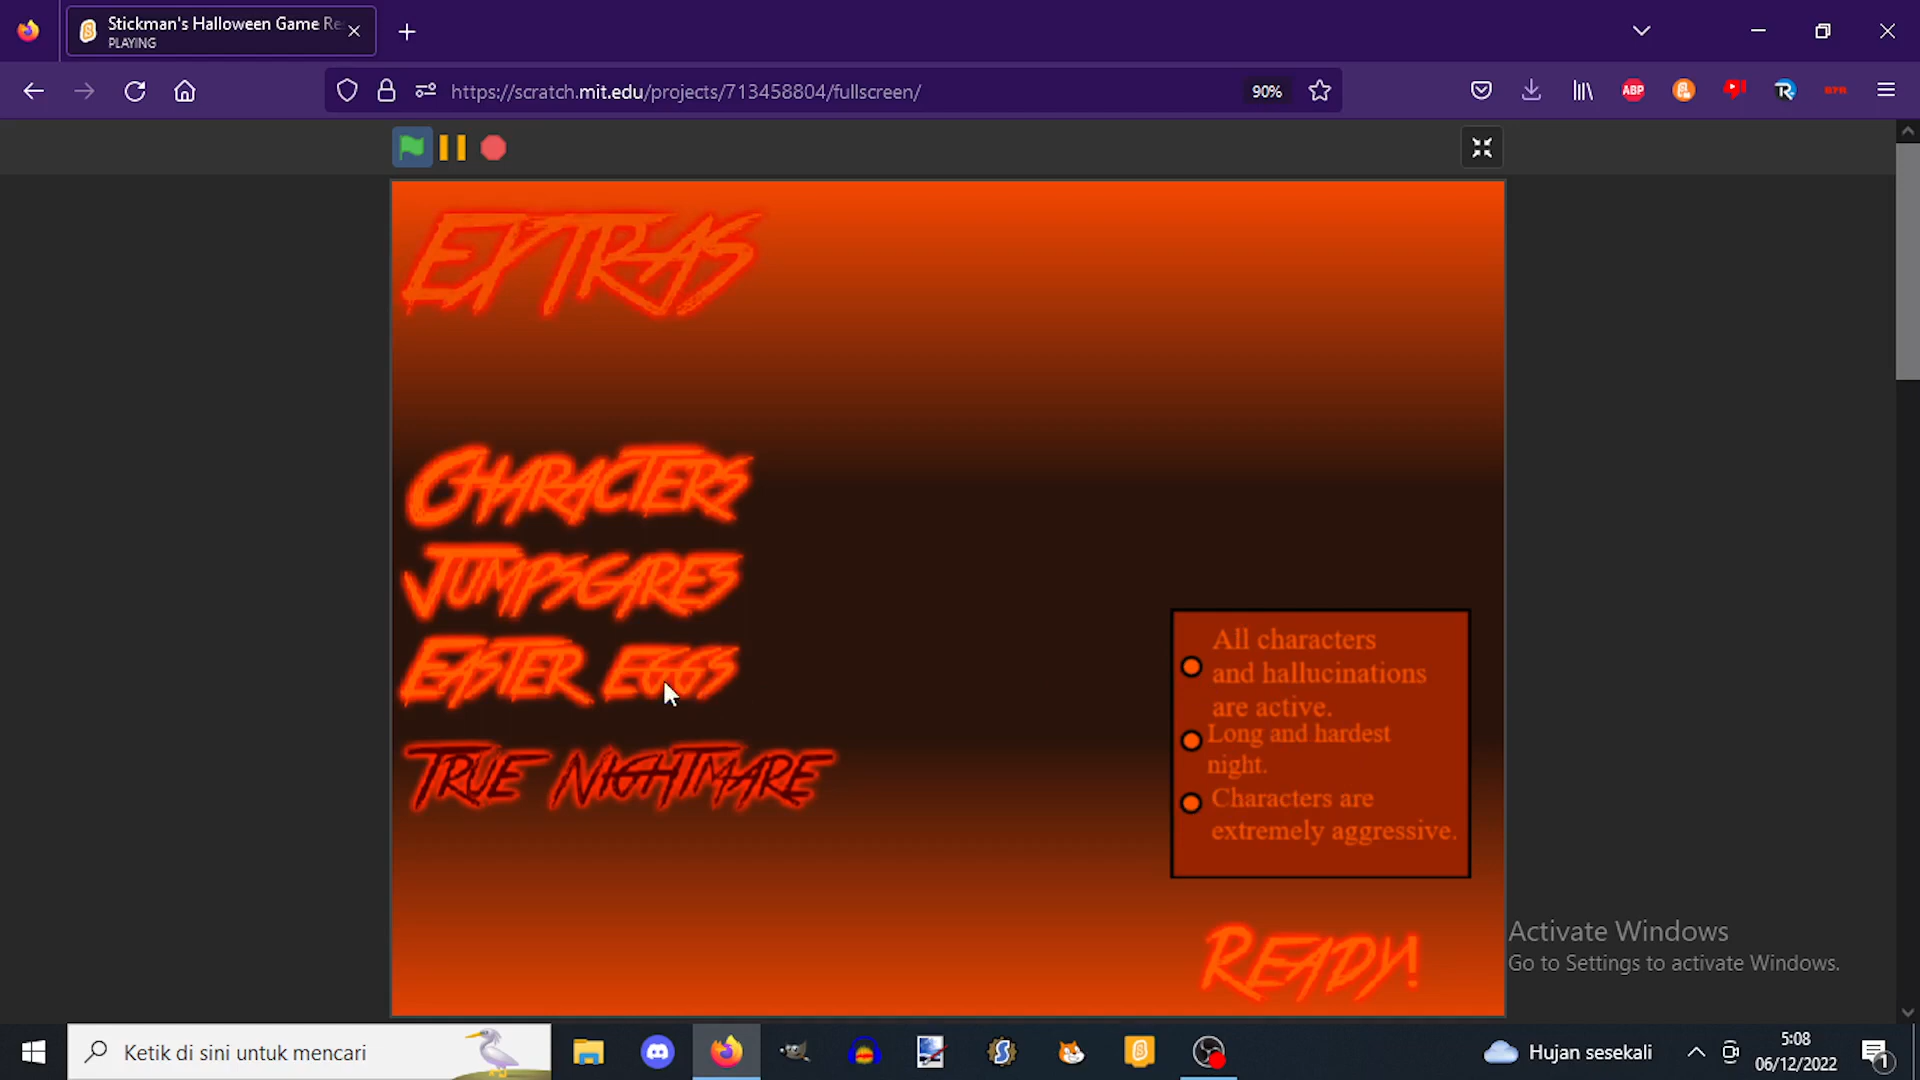 Stickman's Halloween Game Re
PLAYING
https://scratch.mit.edu/projects/713458804/fullscreen/
90%
ABP
EXTRAS
CHARACTERS
JUMPSCARES
EASTER EGGS
TRUE NIGHTMARE
All characters
and hallucinations
are active.
Long and hardest
night.
Characters are
extremely aggressive.
READY!
Activate Windows
Go to Settings to activate Windows.
Ketik di sini untuk mencari
Hujan sesekali
5:08
06/12/2022
1